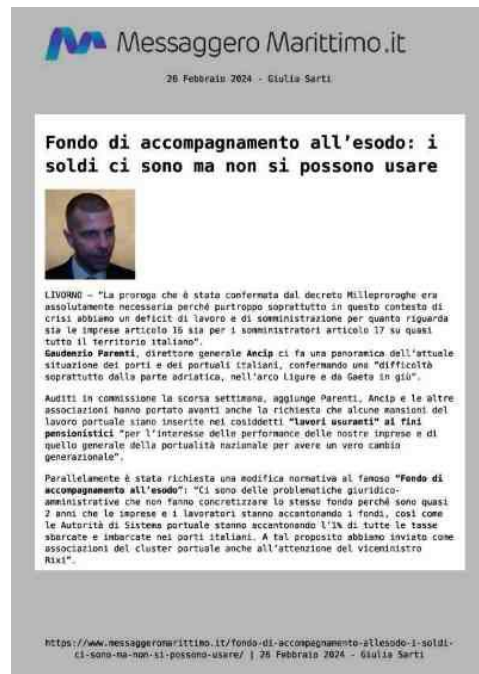 Messaggero Marittimo.it
26 Febbraio 2024 - Giulia Sarti
Fondo di accompagnamento all'esodo: i
soldi ci sono ma non si possono usare
LIVORNO – "La proroga che è stata confermata dal decreto Milleproroghe era
assolutamente necessaria perché purtroppo soprattutto in questo contesto di
crisi abbiamo un deficit di lavoro e di somministrazione per quanto riguarda
sia le imprese articolo 16 sia per i somministratori articolo 17 su quasi
tutto il territorio italiano".
Gaudenzio Parenti, direttore generale Ancip ci fa una panoramica dell'attuale
situazione dei porti e dei portuali italiani, confermando una "difficoltà
soprattutto dalla parte adriatica, nell'arco Ligure e da Gaeta in giù".
Auditi in commissione la scorsa settimana, aggiunge Parenti, Ancip e le altre
associazioni hanno portato avanti anche la richiesta che alcune mansioni del
lavoro portuale siano inserite nei cosiddetti "lavori usuranti" ai fini
pensionistici "per l'interesse delle performance delle nostre imprese e di
quello generale della portualità nazionale per avere un vero cambio
generazionale".
Parallelamente è stata richiesta una modifica normativa al famoso "Fondo di
accompagnamento all'esodo": "Ci sono delle problematiche giuridico-
amministrative che non fanno concretizzare lo stesso fondo perché sono quasi
2 anni che le imprese e i lavoratori stanno accantonando i fondi, così come
le Autorità di Sistema portuale stanno accantonando l'1% di tutte le tasse
sbarcate e imbarcate nei porti italiani. A tal proposito abbiamo inviato come
associazioni del cluster portuale anche all'attenzione del viceministro
Rixi".
https://www.messaggeromarittimo.it/fondo-di-accompagnamento-allesodo-i-soldi-
ci-sono-ma-non-si-possono-usare/ | 26 Febbraio 2024 - Giulia Sarti